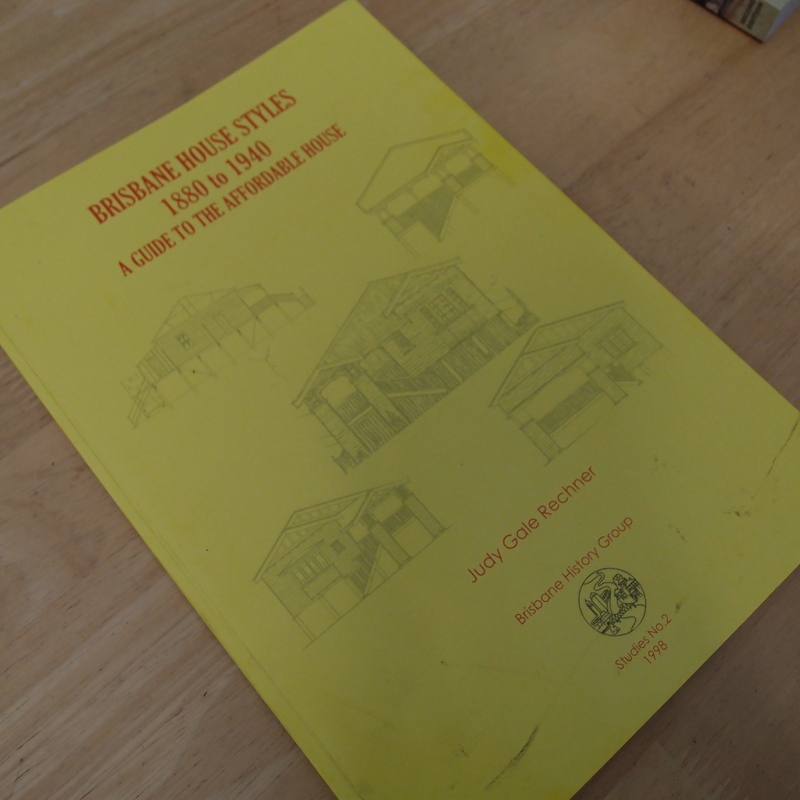 BRISBANE HOUSE STYLES
1880 to 1940
A GUIDE TO THE AFFORDABLE HOUSE
Judy Gale Rechner
Brisbane History Group
Studies No.2
1998